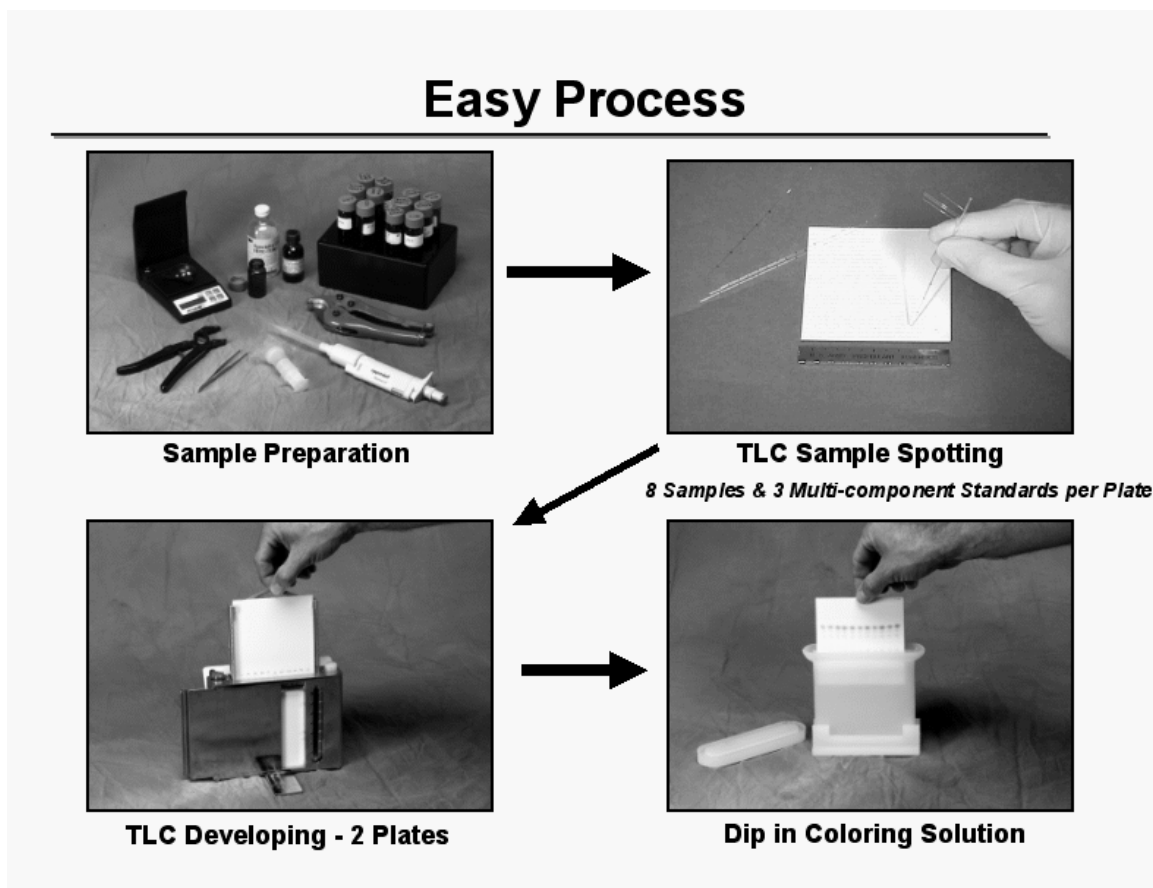 Easy Process
Sample Preparation
TLC Sample Spotting
8 Samples & 3 Multi-component Standards per Plate
TLC Developing - 2 Plates
Dip in Coloring Solution